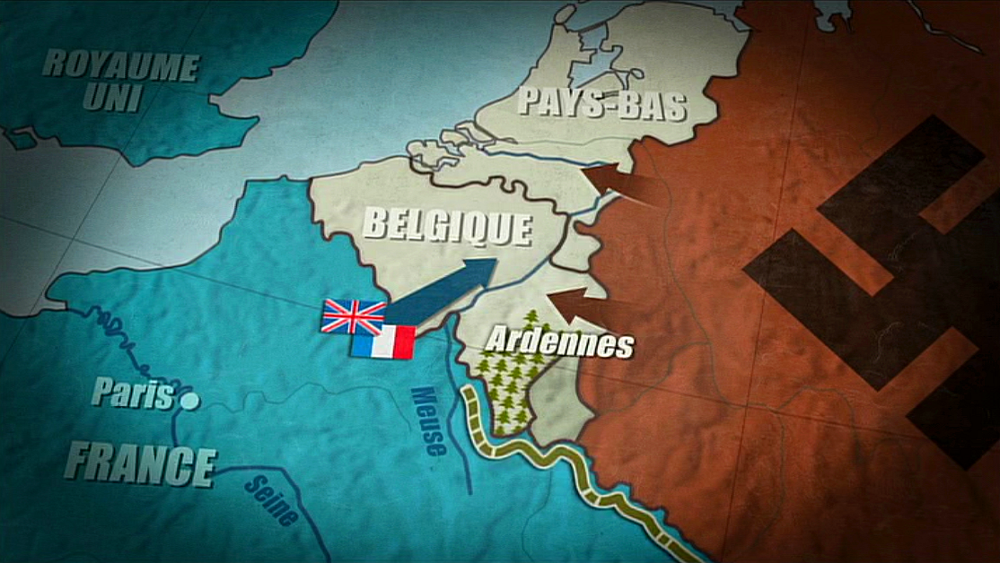 ROYAUME
UNI
PAYS-BAS
BELGIQUE
Ardennes
Paris
Meuse
FRANCE
Seine